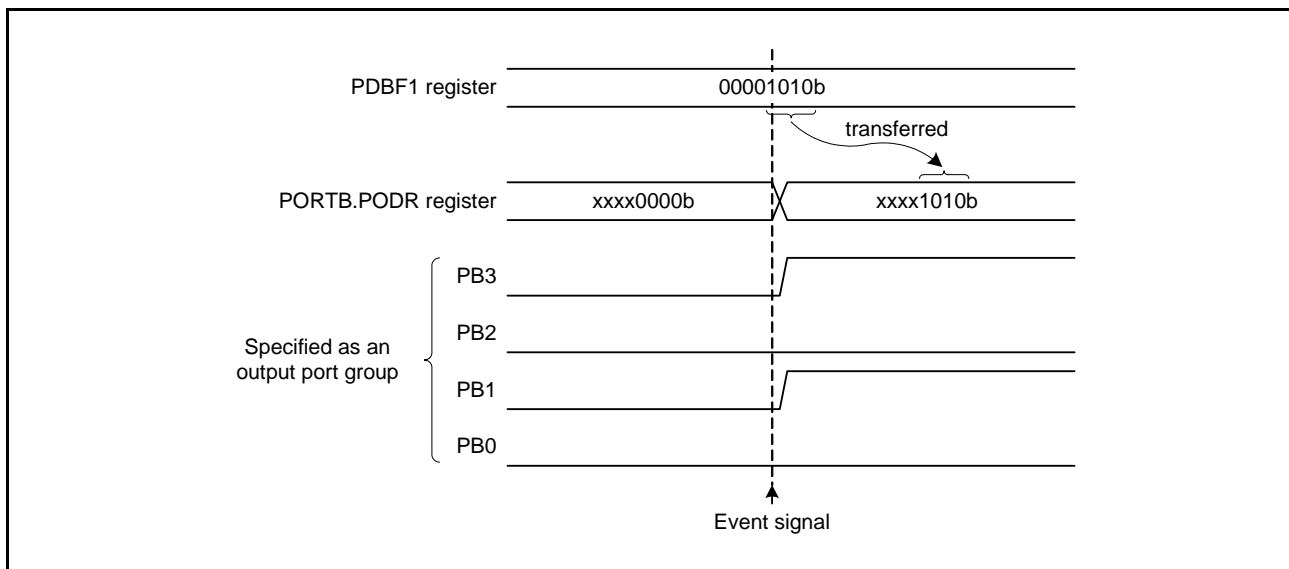 PDBF1 register
00001010b
transferred
PORTB.PODR register
xxxx0000b
xxxx1010b
PB3
PB2
Specified as an
output port group
PB1
PB0
Event signal